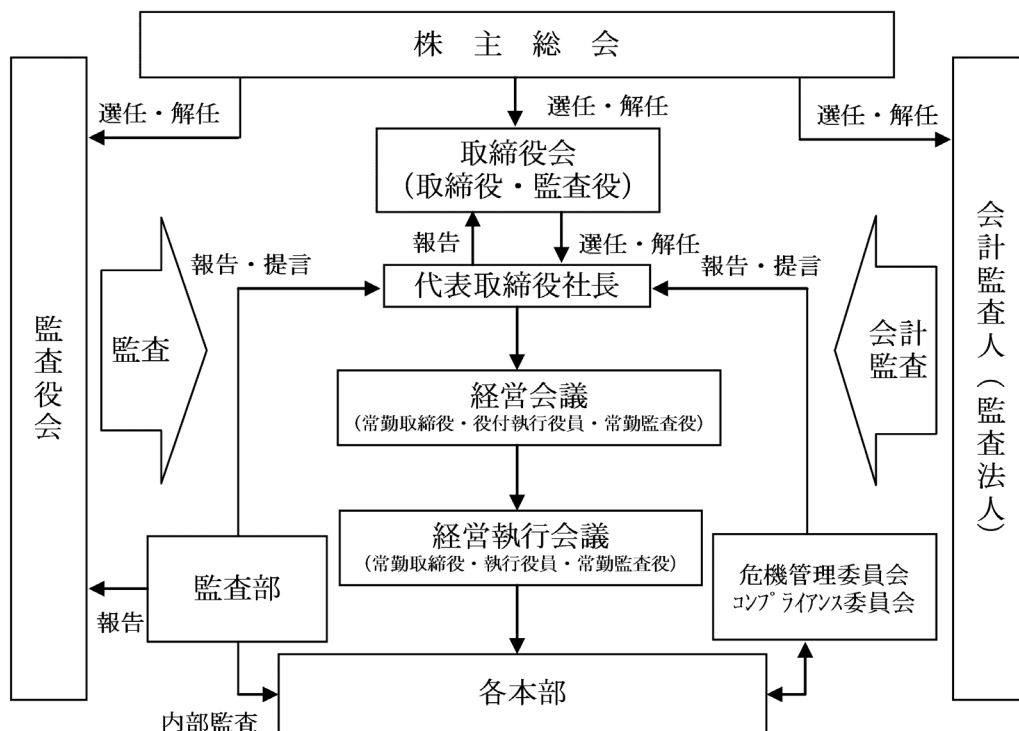 株主総会
選任・解任
選任・解任
選任・解任
取締役会
（取締役・監査役）
報告
選任・解任
報告・提言
報告・提言
代表取締役社長
監査役会
監査
会計
監査
会計監査人（監査法人）
経営会議
（常勤取締役・役付執行役員・常勤監査役）
経営執行会議
（常勤取締役・執行役員・常勤監査役）
監査部
危機管理委員会
ｺﾝﾌﾟﾗｲｱﾝｽ委員会
報告
各本部
内部監査